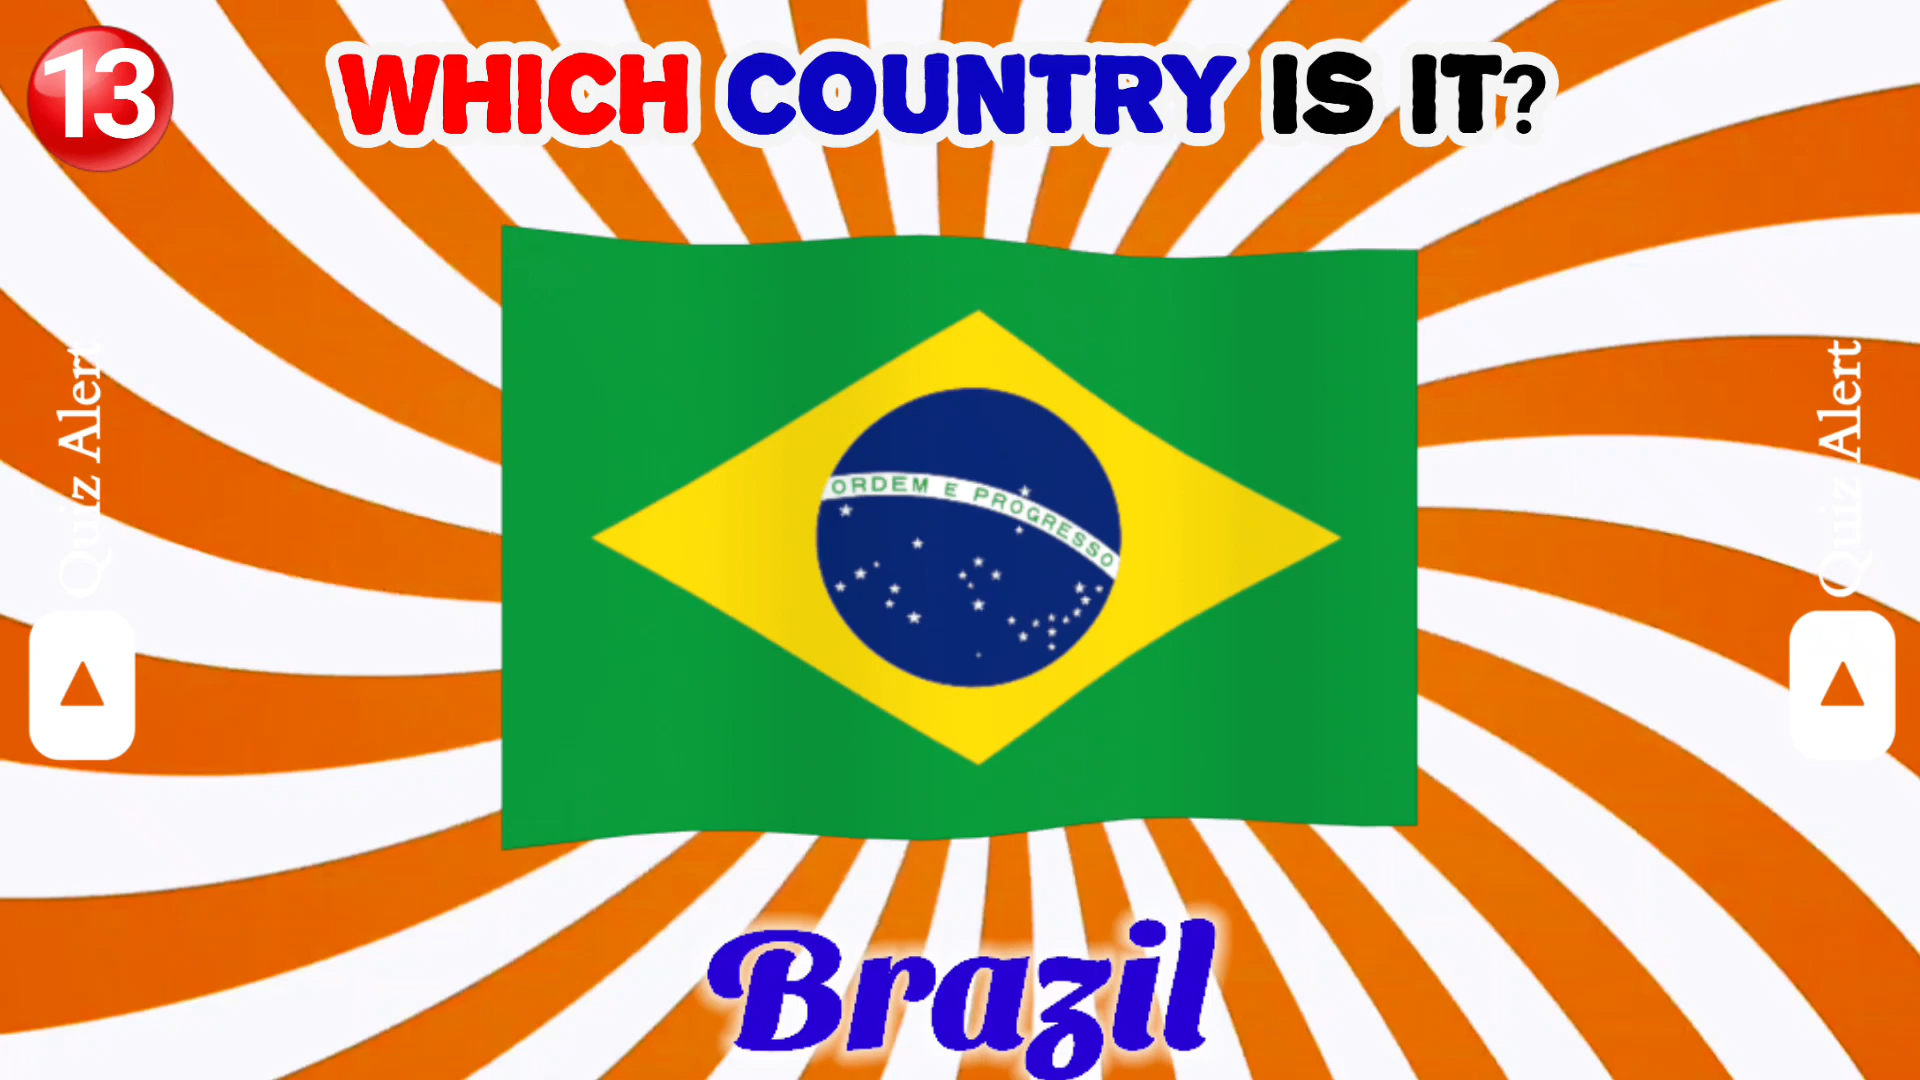 13
WHICH COUNTRY IS IT?
Quiz Alert
Quiz Alert
ORDEM E PROGRESSO
Brazil